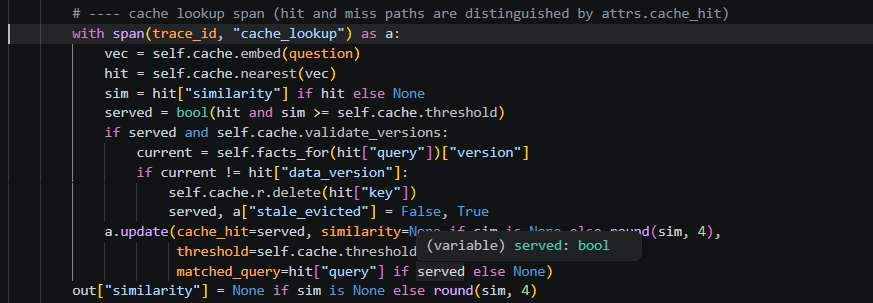 # ---- cache lookup span (hit and miss paths are distinguished by attrs.cache_hit)
with span(trace_id, "cache_lookup") as a:
    vec = self.cache.embed(question)
    hit = self.cache.nearest(vec)
    sim = hit["similarity"] if hit else None
    served = bool(hit and sim >= self.cache.threshold)
    if served and self.cache.validate_versions:
        current = self.facts_for(hit["query"])["version"]
        if current != hit["data_version"]:
            self.cache.r.delete(hit["key"])
            served, a["stale_evicted"] = False, True
    a.update(cache_hit=served, similarity=None if sim is None else round(sim, 4),
             threshold=self.cache.threshold
(variable) served: bool
             matched_query=hit["query"] if served else None)
out["similarity"] = None if sim is None else round(sim, 4)